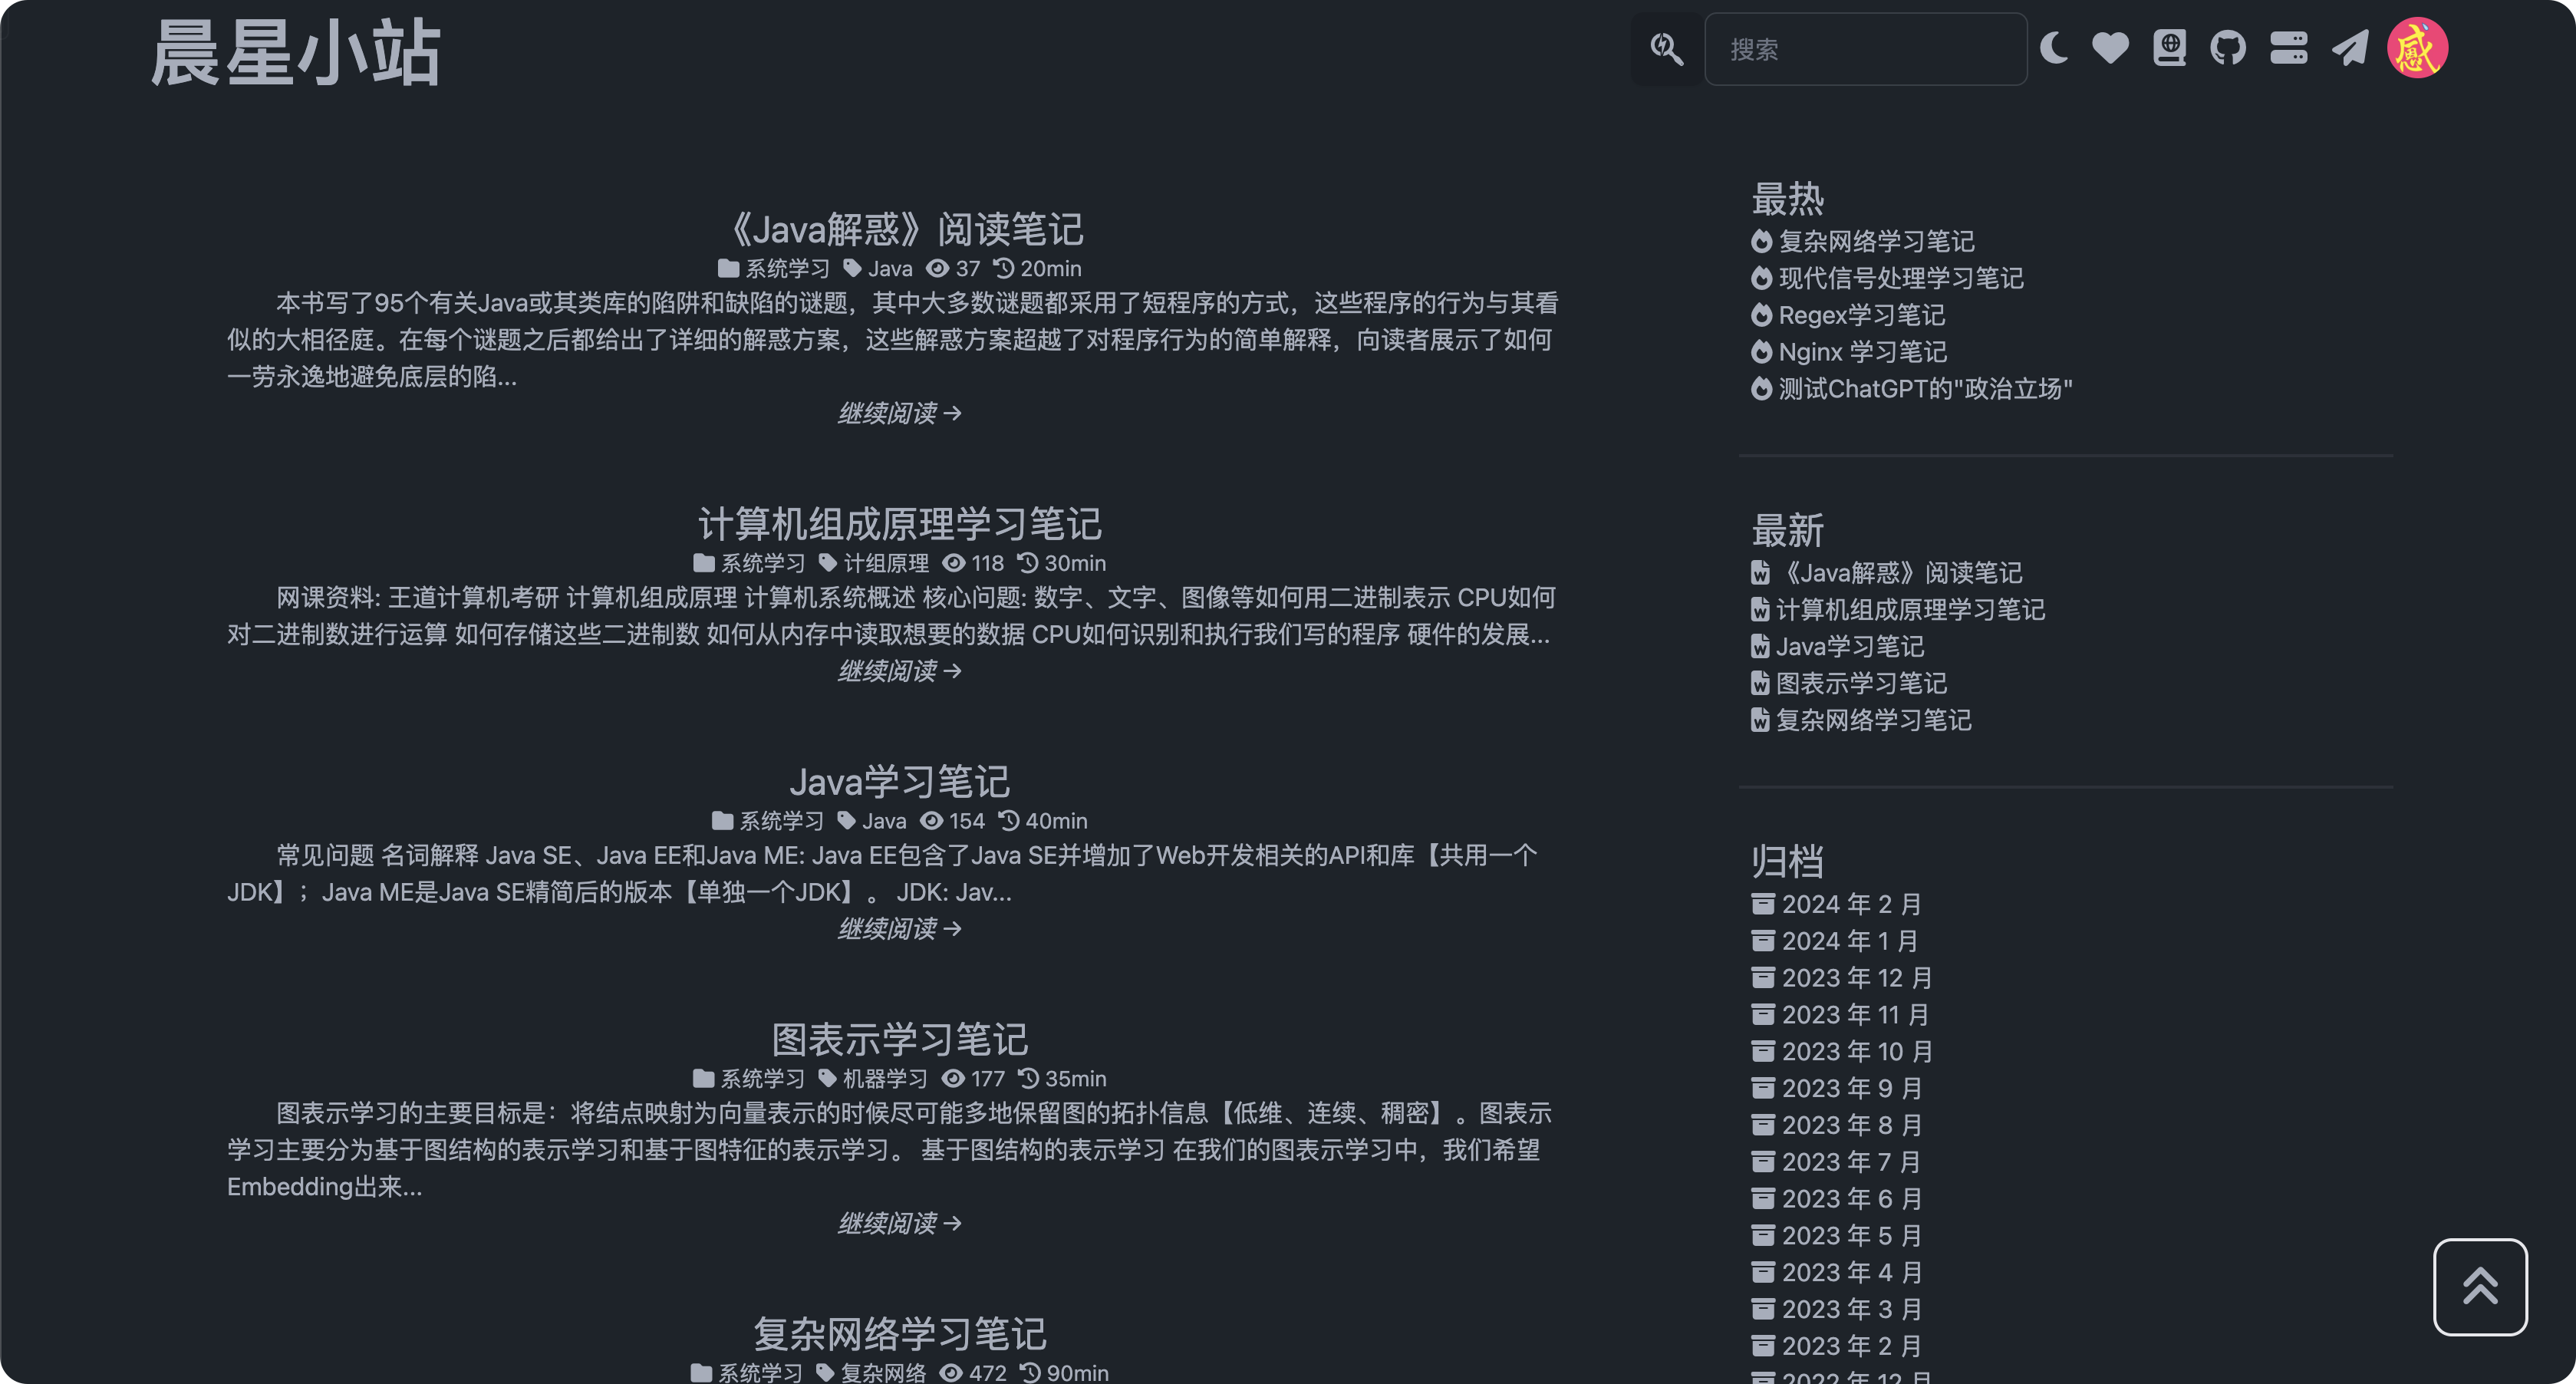 晨星小站
搜索
感
《Java解惑》阅读笔记
系统学习 Java 37 20min
本书写了95个有关Java或其类库的陷阱和缺陷的谜题，其中大多数谜题都采用了短程序的方式，这些程序的行为与其看
似的大相径庭。在每个谜题之后都给出了详细的解惑方案，这些解惑方案超越了对程序行为的简单解释，向读者展示了如何
一劳永逸地避免底层的陷...
继续阅读 →
计算机组成原理学习笔记
系统学习 计组原理 118 30min
网课资料: 王道计算机考研 计算机组成原理 计算机系统概述 核心问题: 数字、文字、图像等如何用二进制表示 CPU如何
对二进制数进行运算 如何存储这些二进制数 如何从内存中读取想要的数据 CPU如何识别和执行我们写的程序 硬件的发展...
继续阅读 →
Java学习笔记
系统学习 Java 154 40min
常见问题 名词解释 Java SE、Java EE和Java ME: Java EE包含了Java SE并增加了Web开发相关的API和库【共用一个
JDK】；Java ME是Java SE精简后的版本【单独一个JDK】。 JDK: Jav...
继续阅读 →
图表示学习笔记
系统学习 机器学习 177 35min
图表示学习的主要目标是：将结点映射为向量表示的时候尽可能多地保留图的拓扑信息【低维、连续、稠密】。图表示
学习主要分为基于图结构的表示学习和基于图特征的表示学习。 基于图结构的表示学习 在我们的图表示学习中，我们希望
Embedding出来...
继续阅读 →
复杂网络学习笔记
系统学习 复杂网络 472 90min
最热
复杂网络学习笔记
现代信号处理学习笔记
Regex学习笔记
Nginx 学习笔记
测试ChatGPT的"政治立场"
最新
《Java解惑》阅读笔记
计算机组成原理学习笔记
Java学习笔记
图表示学习笔记
复杂网络学习笔记
归档
2024 年 2 月
2024 年 1 月
2023 年 12 月
2023 年 11 月
2023 年 10 月
2023 年 9 月
2023 年 8 月
2023 年 7 月
2023 年 6 月
2023 年 5 月
2023 年 4 月
2023 年 3 月
2023 年 2 月
2022 年 12 月